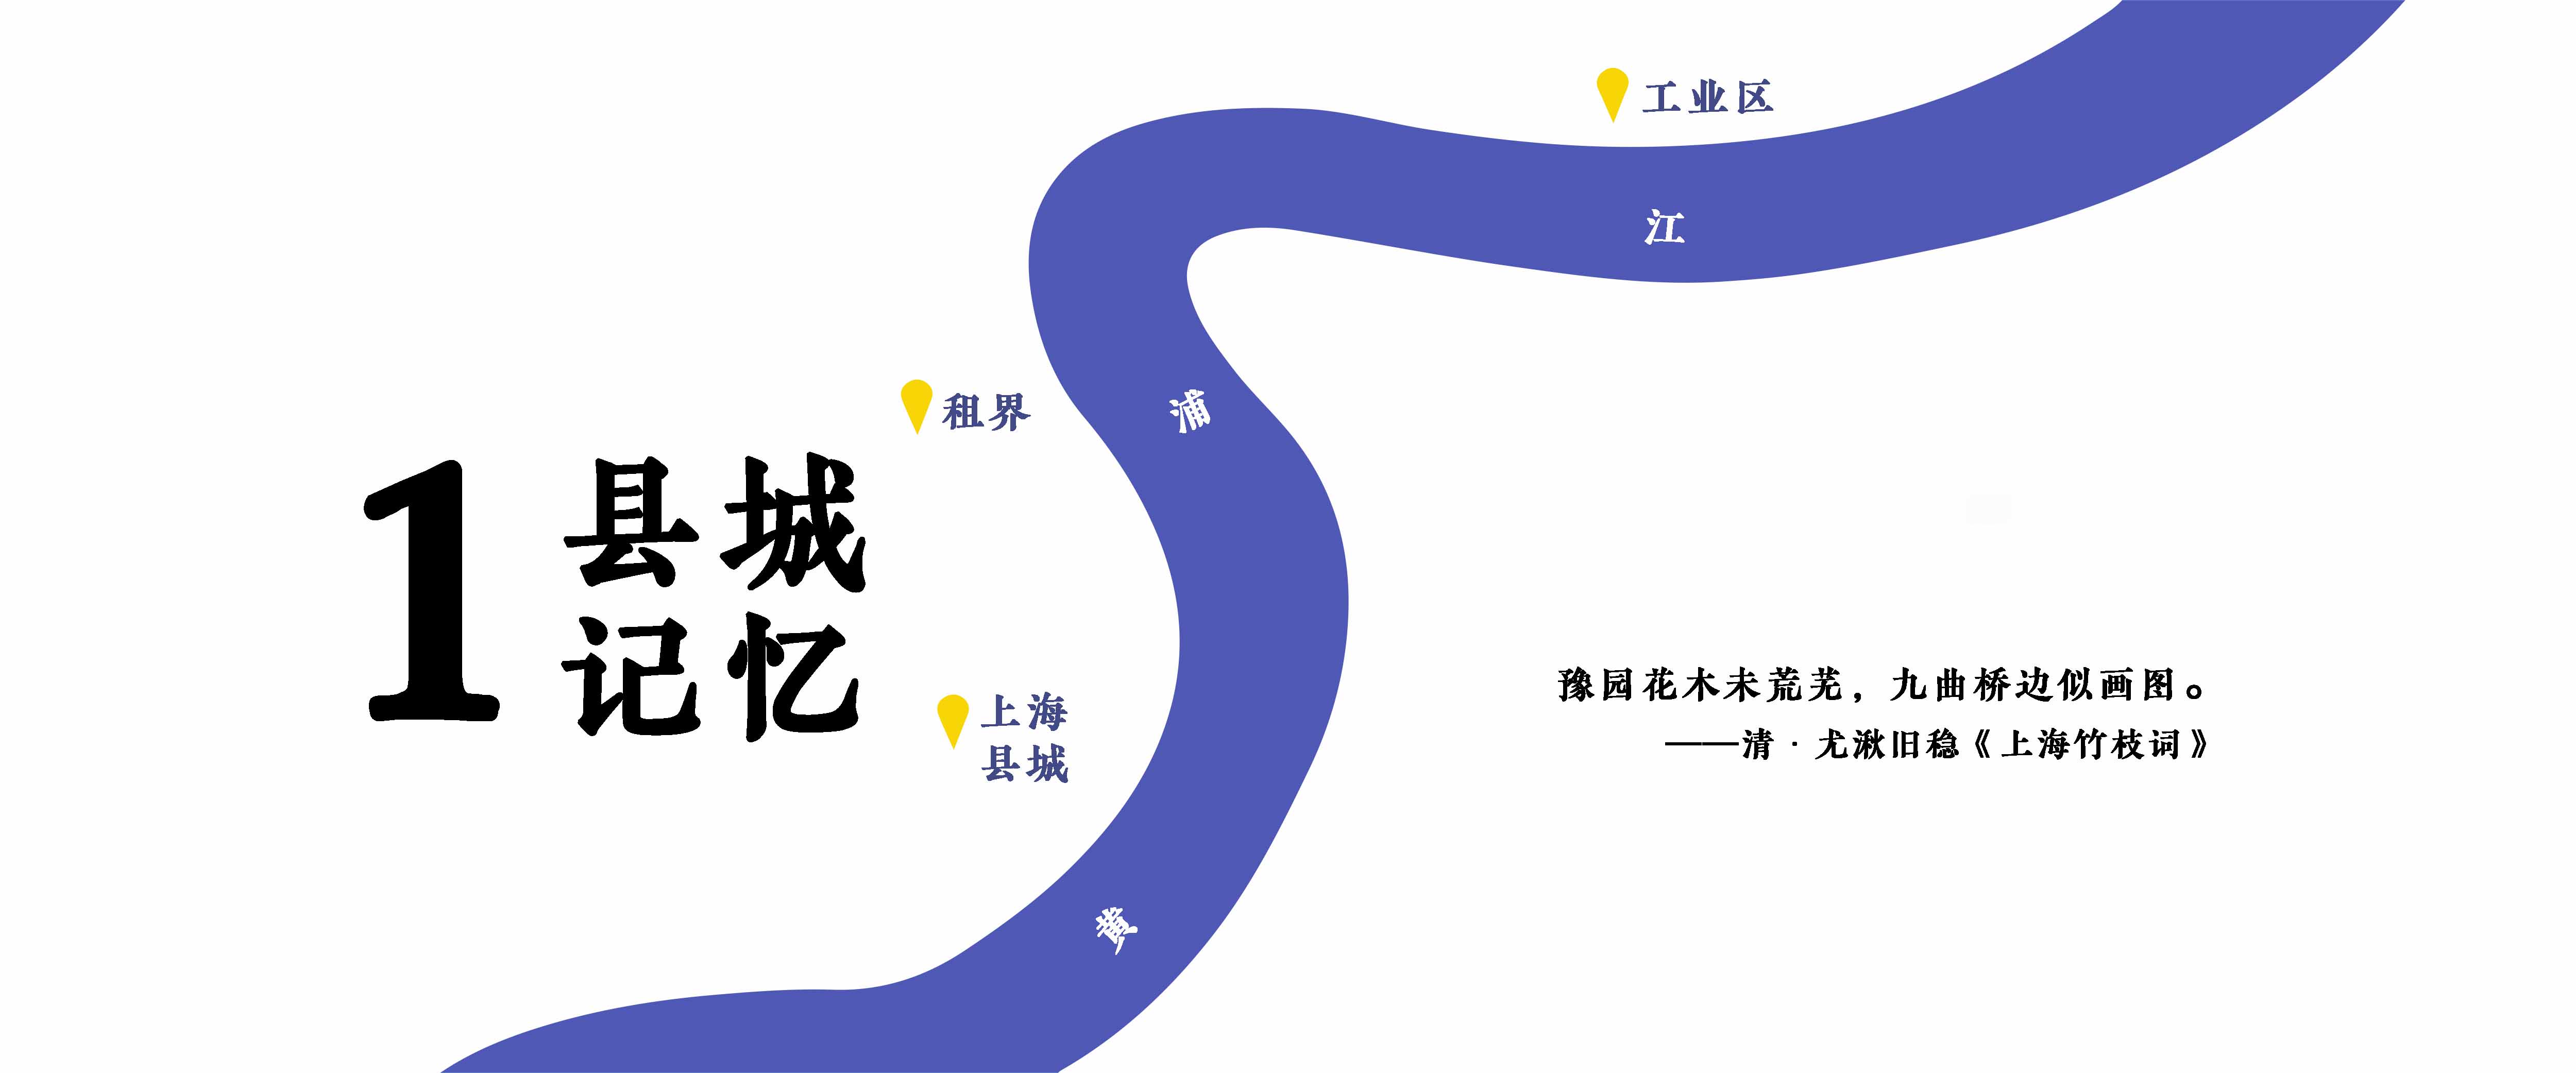 工业区
江
租界
浦
1
县城
记忆
上海
县城
豫园花木未荒芜，九曲桥边似画图。
——清·尤湫旧稳《上海竹枝词》
黄